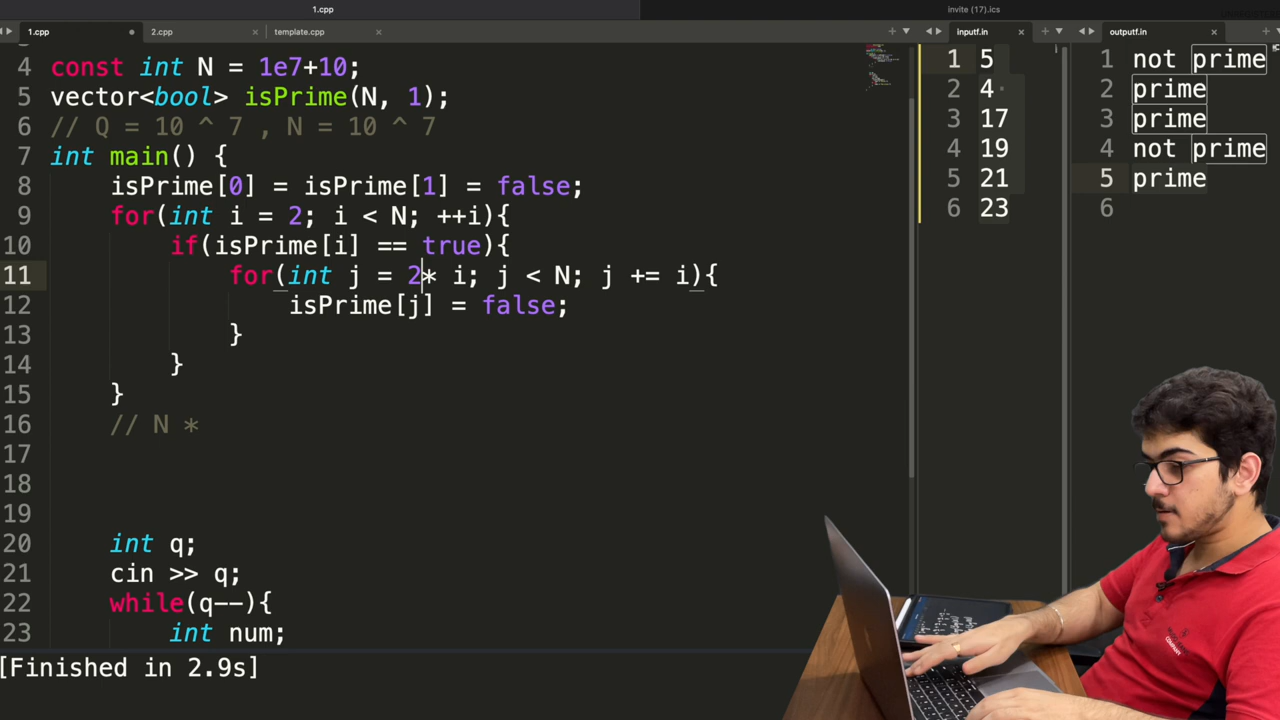 1.cpp
invite (17).ics
1.cpp
2.cpp
template.cpp
inputf.in
outputf.in
4 const int N = 1e7+10;
5 vector<bool> isPrime(N, 1);
6 // Q = 10 ^ 7 , N = 10 ^ 7
7 int main() {
8 isPrime[0] = isPrime[1] = false;
9 for(int i = 2; i < N; ++i){
10 if(isPrime[i] == true){
11 for(int j = 2* i; j < N; j += i){
12 isPrime[j] = false;
13 }
14 }
15 }
16 // N *
17
18
19
20 int q;
21 cin >> q;
22 while(q--){
23 int num;
[Finished in 2.9s]
1 5
2 4
3 17
4 19
5 21
6 23
1 not prime
2 prime
3 prime
4 not prime
5 prime
6